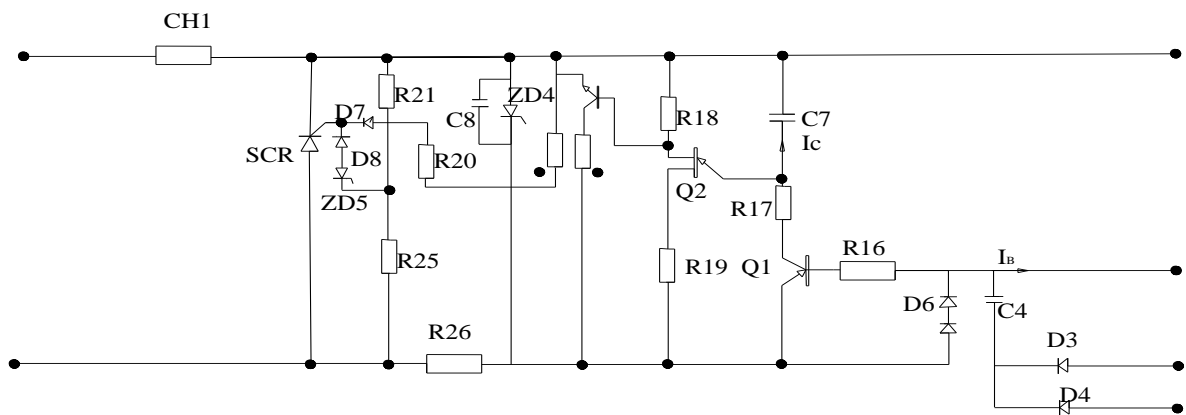 CH1
R21
D7
C8
ZD4
R18
C7
Ic
SCR
D8
R20
ZD5
Q2
R17
R25
R19
Q1
R16
IB
D6
C4
R26
D3
D4